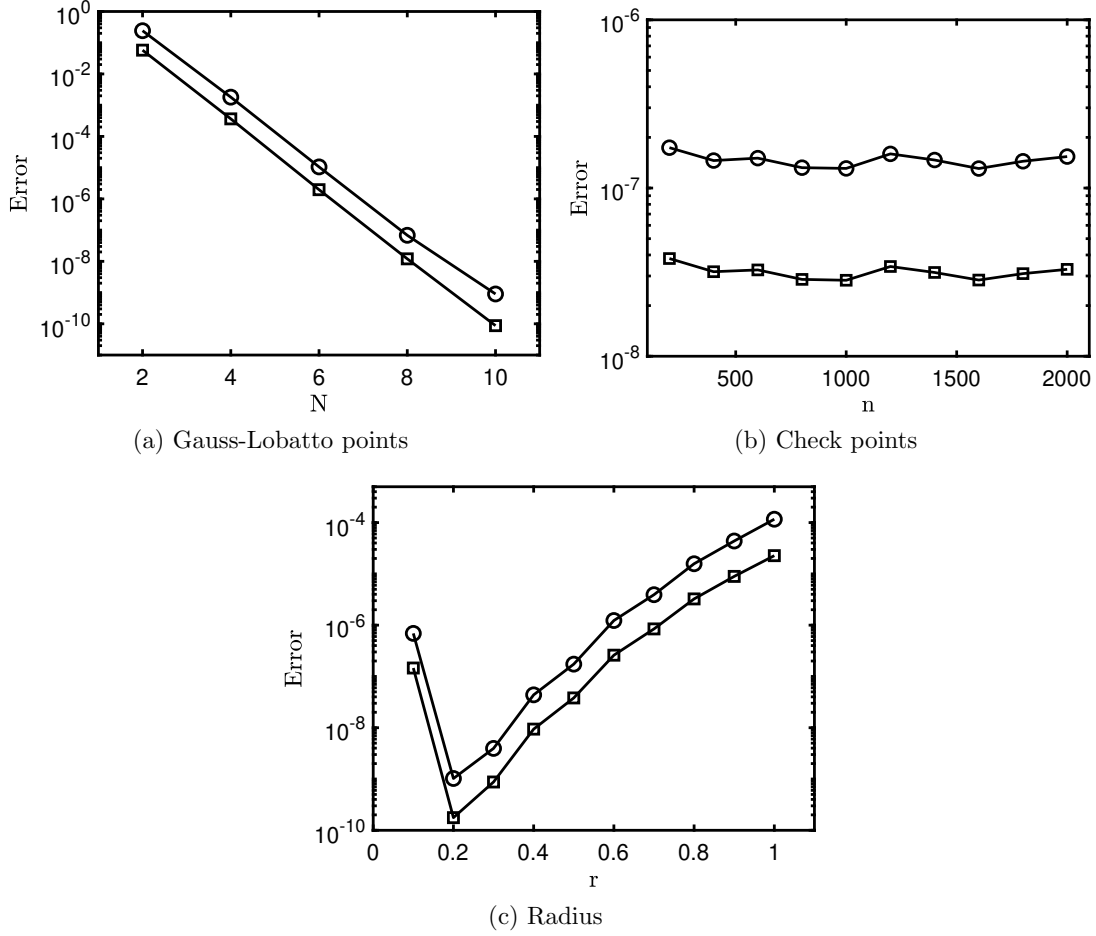 10^0
10^-2
10^-4
10^-6
10^-8
10^-10
Error
2 4 6 8 10
N
(a) Gauss-Lobatto points
10^-6
10^-7
10^-8
Error
500 1000 1500 2000
n
(b) Check points
10^-4
10^-6
10^-8
10^-10
Error
0 0.2 0.4 0.6 0.8 1
r
(c) Radius